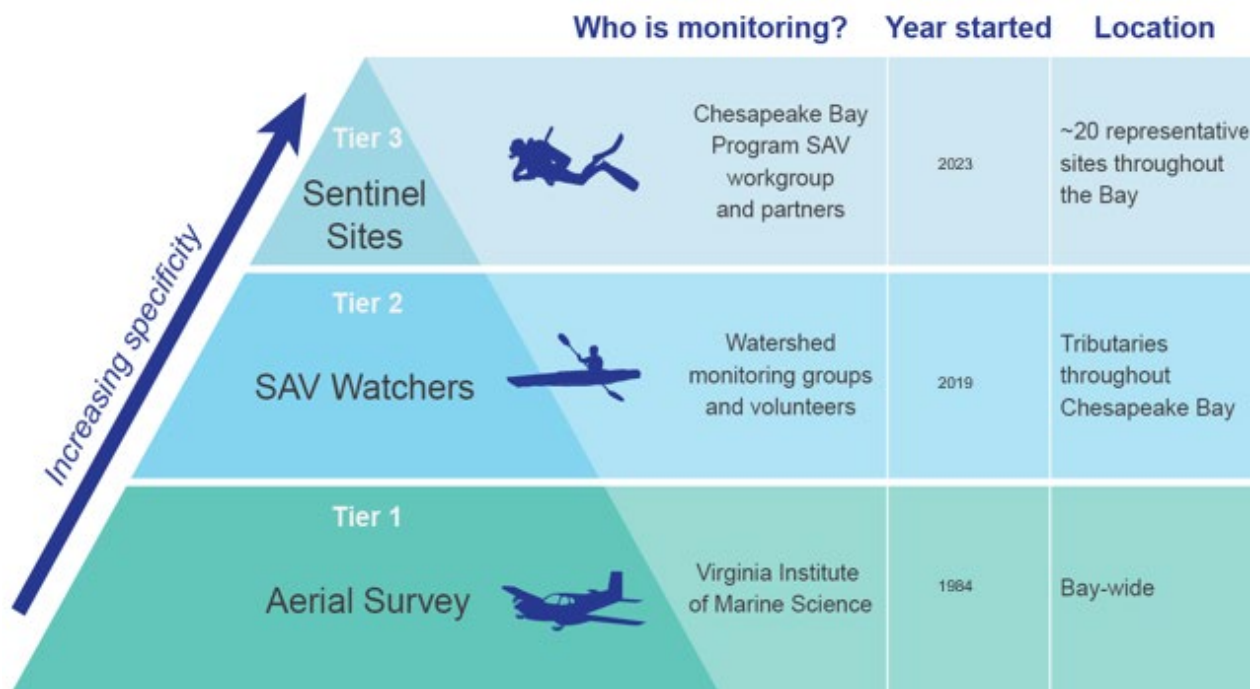 Who is monitoring? Year started Location
Increasing specificity
Tier 3
Sentinel
Sites
Chesapeake Bay
Program SAV
workgroup
and partners
2023
~20 representative
sites throughout
the Bay
Tier 2
SAV Watchers
Watershed
monitoring groups
and volunteers
2019
Tributaries
throughout
Chesapeake Bay
Tier 1
Aerial Survey
Virginia Institute
of Marine Science
1984
Bay-wide